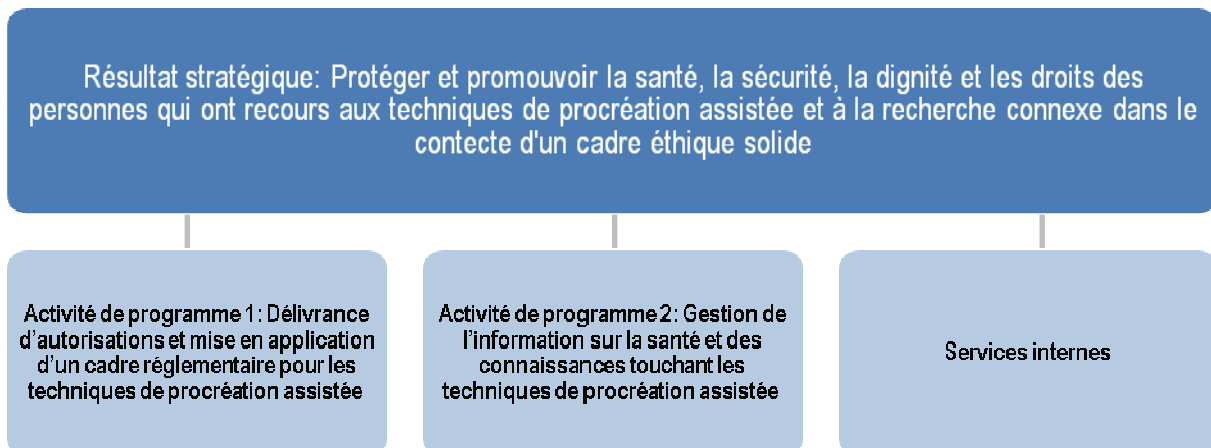 Résultat stratégique: Protéger et promouvoir la santé, la sécurité, la dignité et les droits des
personnes qui ont recours aux techniques de procréation assistée et à la recherche connexe dans le
contecte d'un cadre éthique solide
Activité de programme 1: Délivrance
d’autorisations et mise en application
d’un cadre réglementaire pour les
techniques de procréation assistée
Activité de programme 2: Gestion de
l’information sur la santé et des
connaissances touchant les
techniques de procréation assistée
Services internes